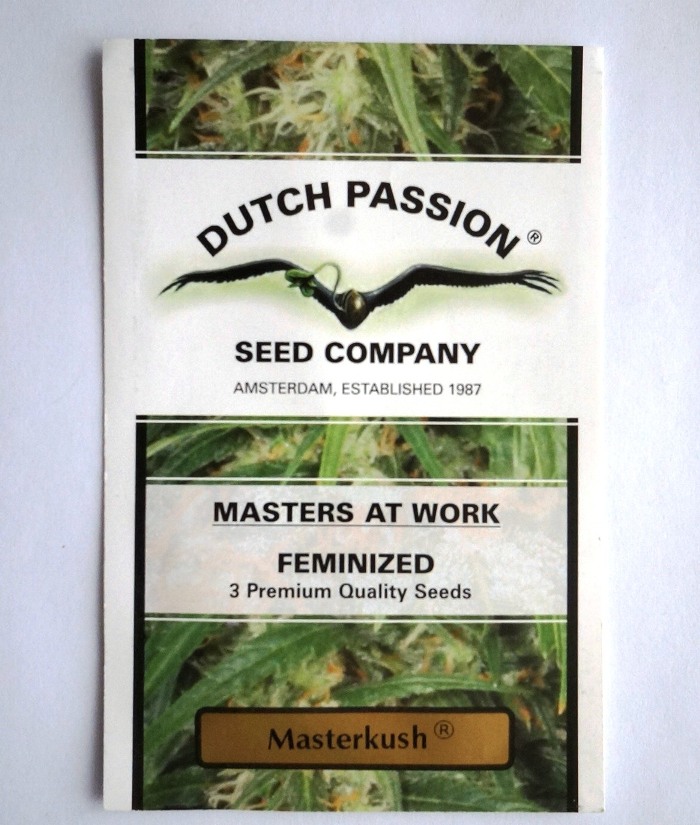 DUTCH PASSION®
SEED COMPANY
AMSTERDAM, ESTABLISHED 1987
MASTERS AT WORK
FEMINIZED
3 Premium Quality Seeds
Masterkush®